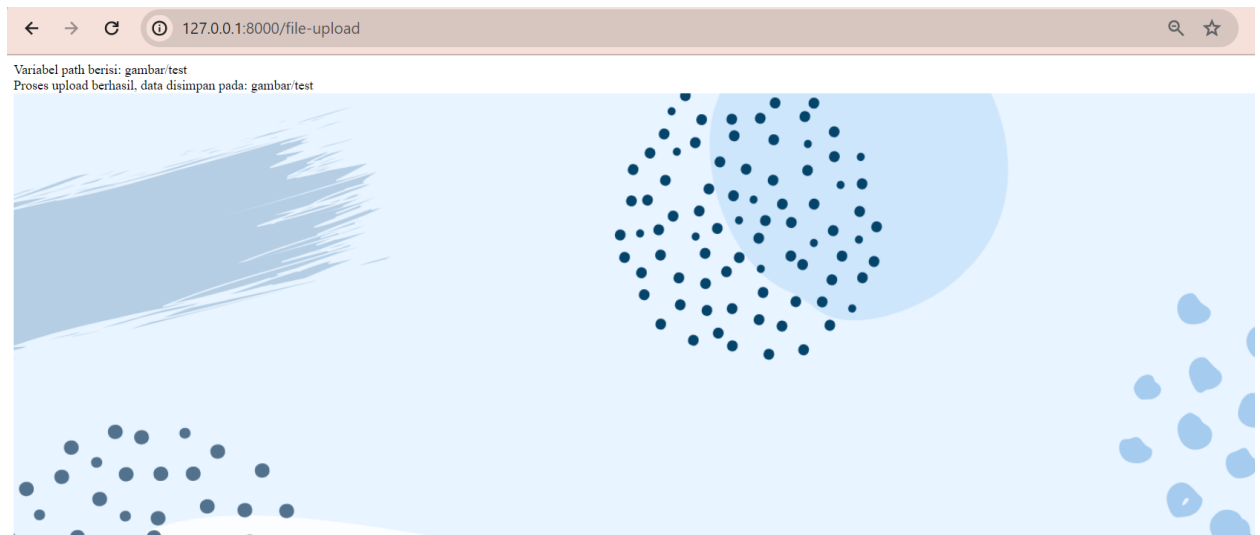 127.0.0.1:8000/file-upload
Variabel path berisi: gambar/test
Proses upload berhasil, data disimpan pada: gambar/test